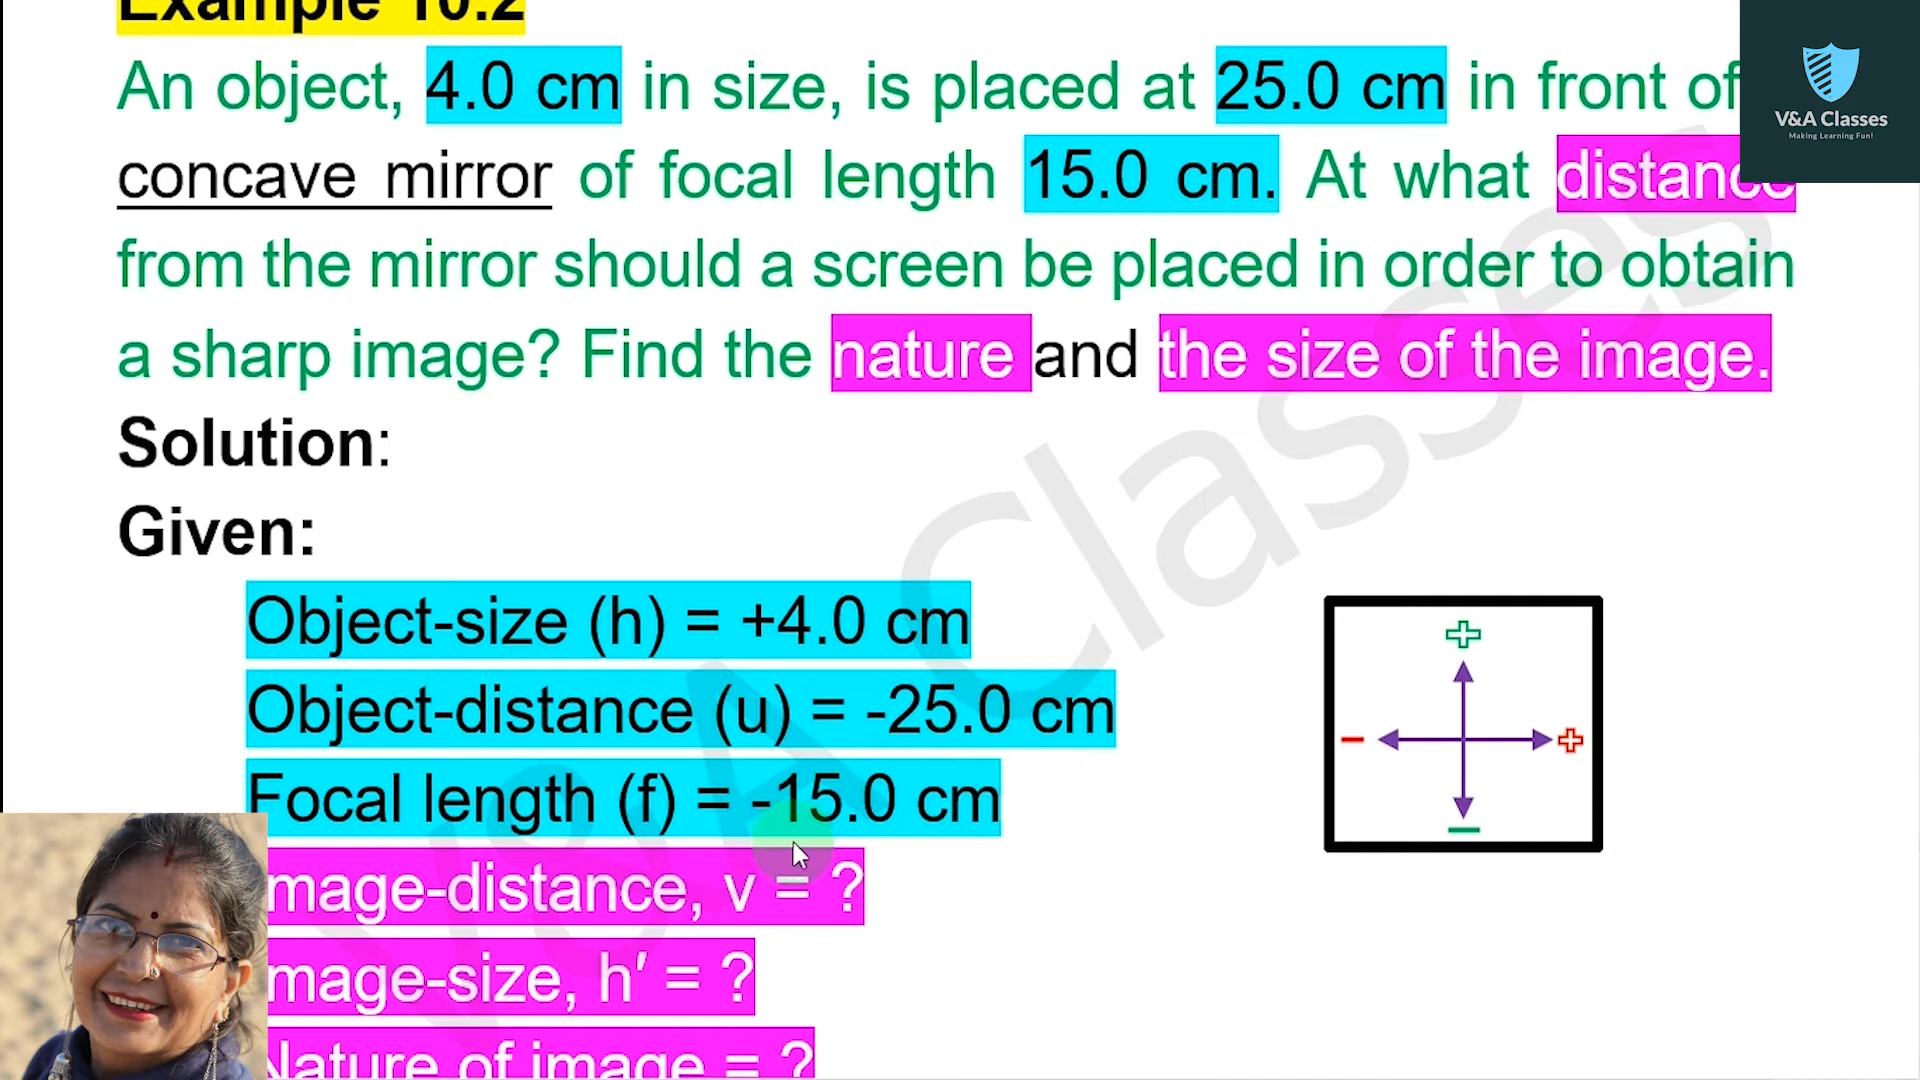 Example 10.2
An object, 4.0 cm in size, is placed at 25.0 cm in front of
concave mirror of focal length 15.0 cm. At what distance
from the mirror should a screen be placed in order to obtain
a sharp image? Find the nature and the size of the image.
Solution:
Given:
Object-size (h) = +4.0 cm
Object-distance (u) = -25.0 cm
Focal length (f) = -15.0 cm
mage-distance, v = ?
mage-size, h′ = ?
Nature of image = ?
V&A Classes
Making Learning Fun!
V&A Classes
+
-
+
-